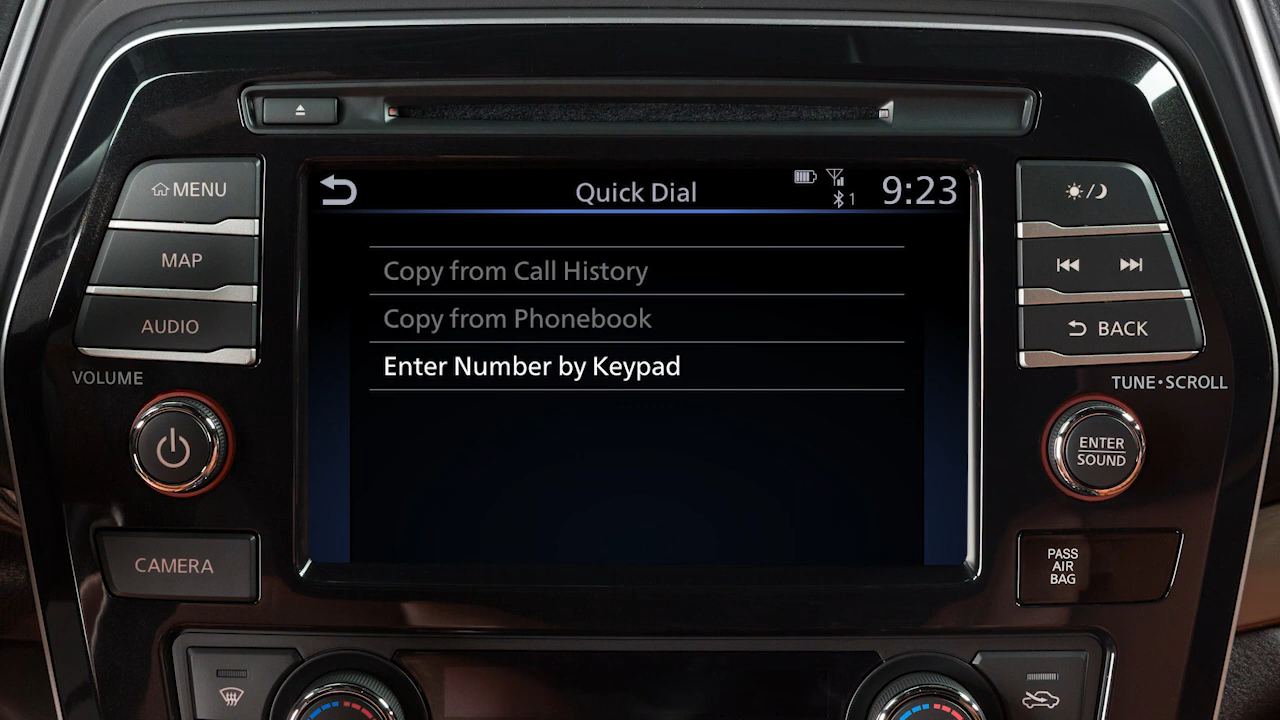 MENU
MAP
AUDIO
VOLUME
CAMERA
Quick Dial
1
9:23
Copy from Call History
Copy from Phonebook
Enter Number by Keypad
BACK
TUNE•SCROLL
ENTER
SOUND
PASS
AIR
BAG